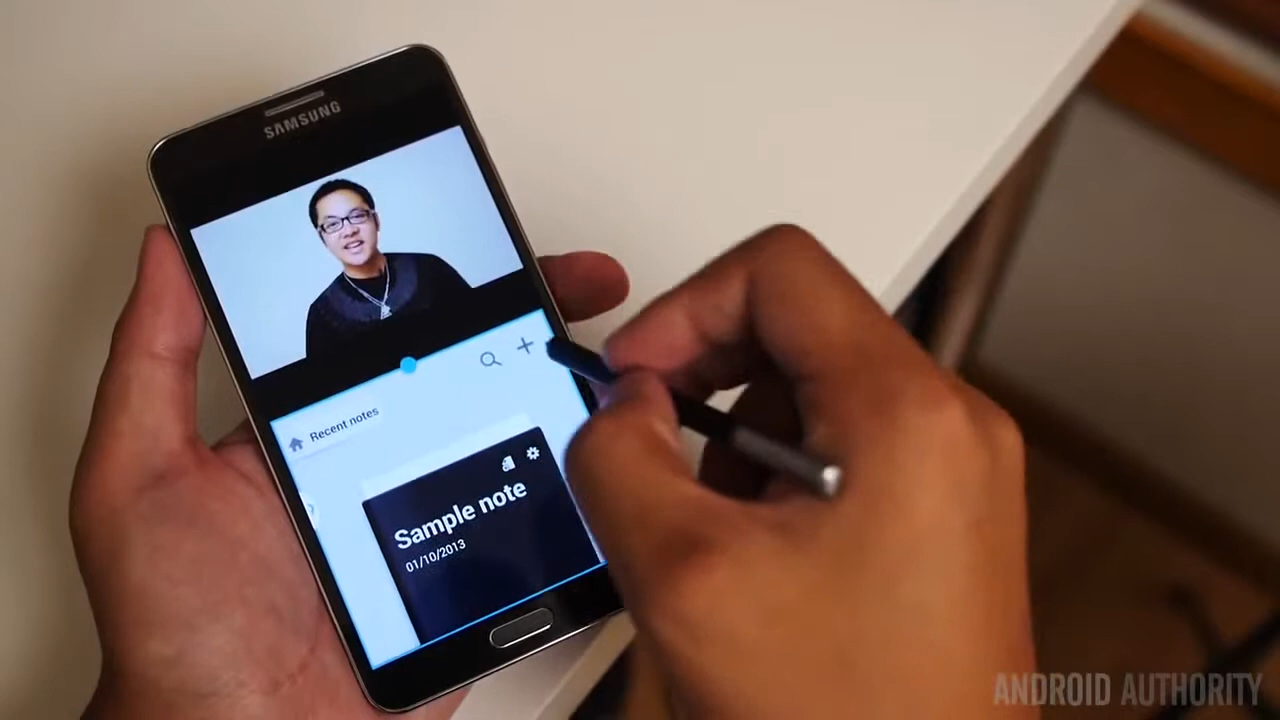 SAMSUNG
Recent notes
Sample note
01/10/2013
ANDROID AUTHORITY